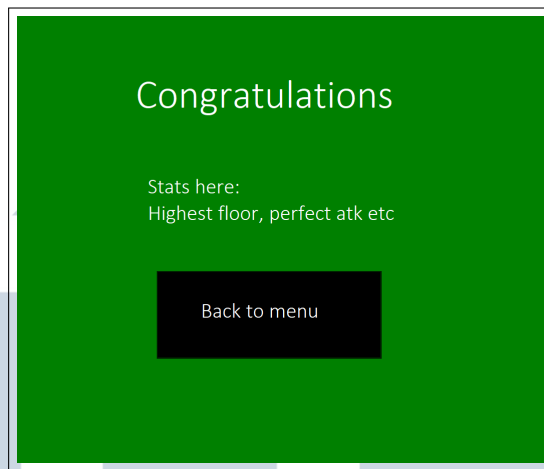 Congratulations
Stats here:
Highest floor, perfect atk etc
Back to menu